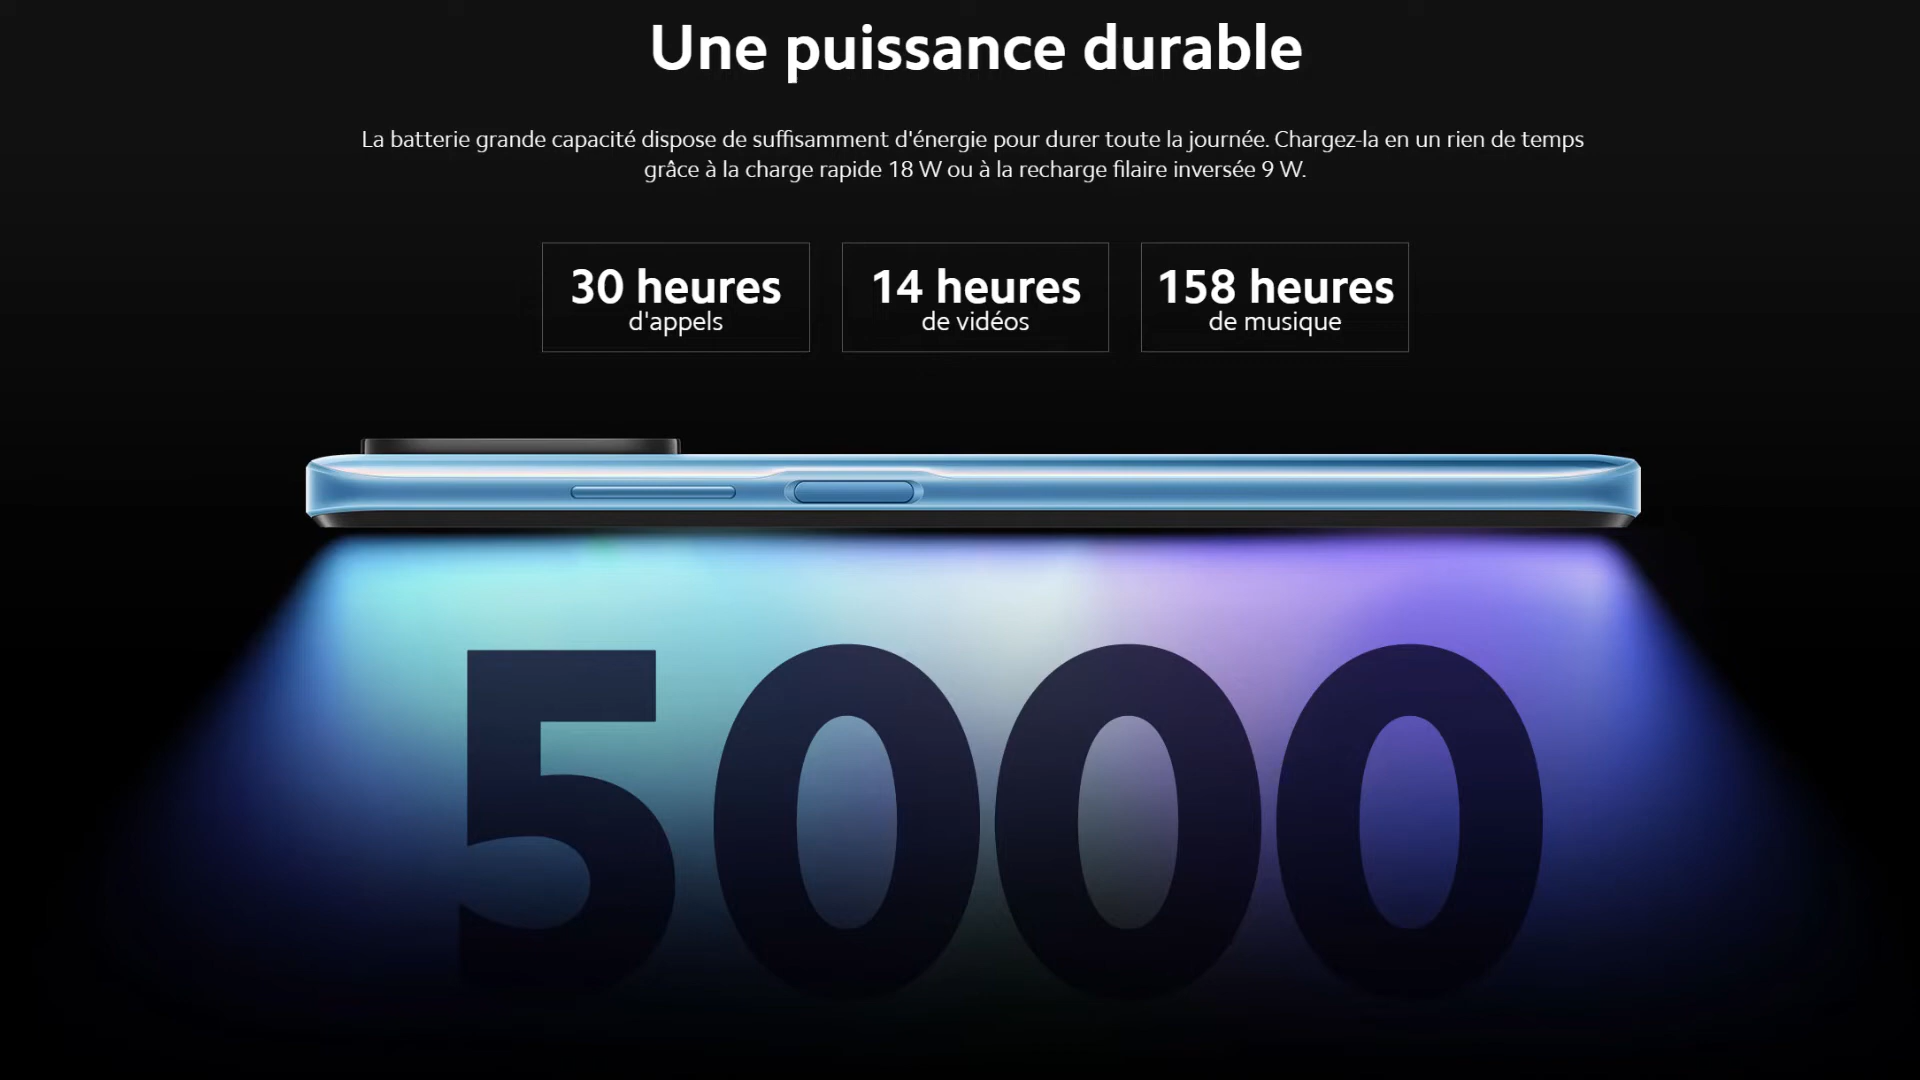 Une puissance durable
La batterie grande capacité dispose de suffisamment d'énergie pour durer toute la journée. Chargez-la en un rien de temps
grâce à la charge rapide 18 W ou à la recharge filaire inversée 9 W.
30 heures
d'appels
14 heures
de vidéos
158 heures
de musique
5000